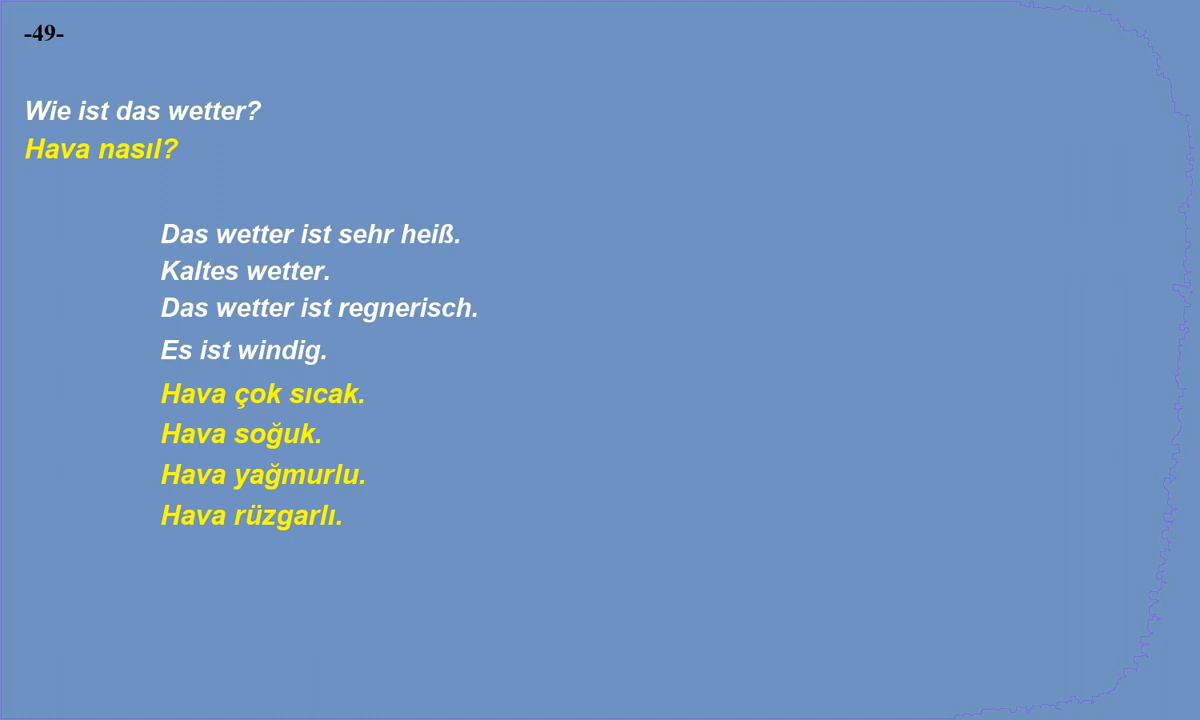 -49-
Wie ist das wetter?
Hava nasıl?
Das wetter ist sehr heiß.
Kaltes wetter.
Das wetter ist regnerisch.
Es ist windig.
Hava çok sıcak.
Hava soğuk.
Hava yağmurlu.
Hava rüzgarlı.